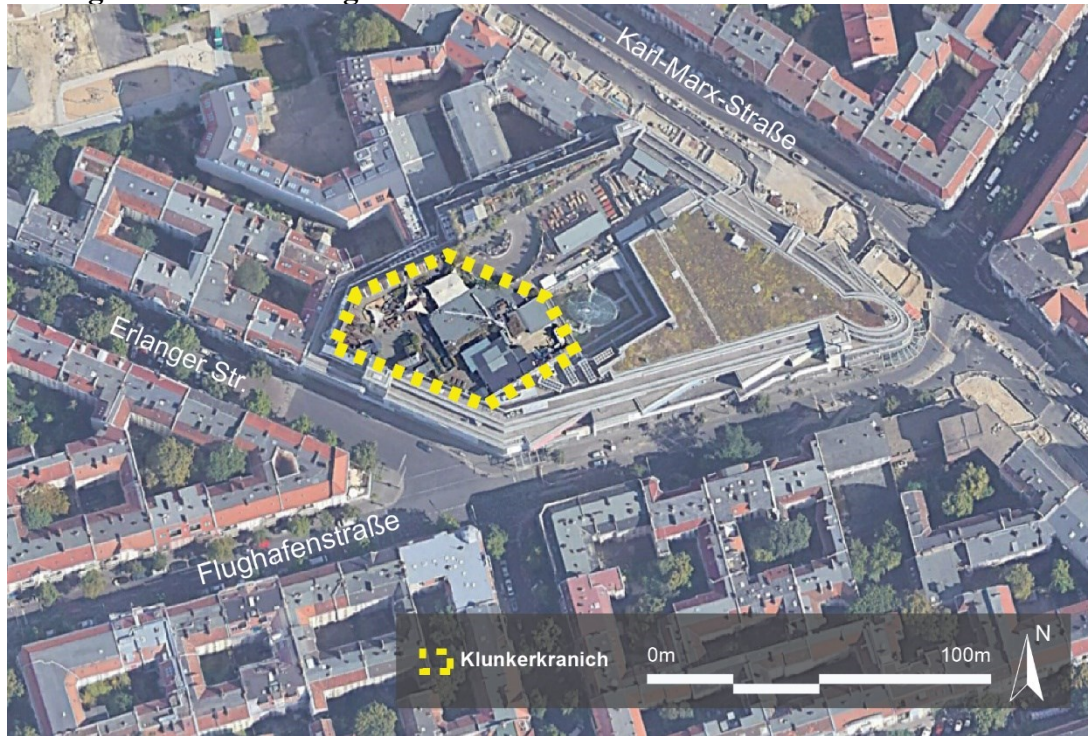 Karl-Marx-Straße
Erlanger Str.
Flughafenstraße
Klunkerkranich
0m
100m
N